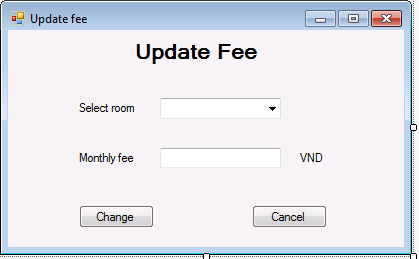 Update fee
Update Fee
Select room
Monthly fee VND
Change Cancel